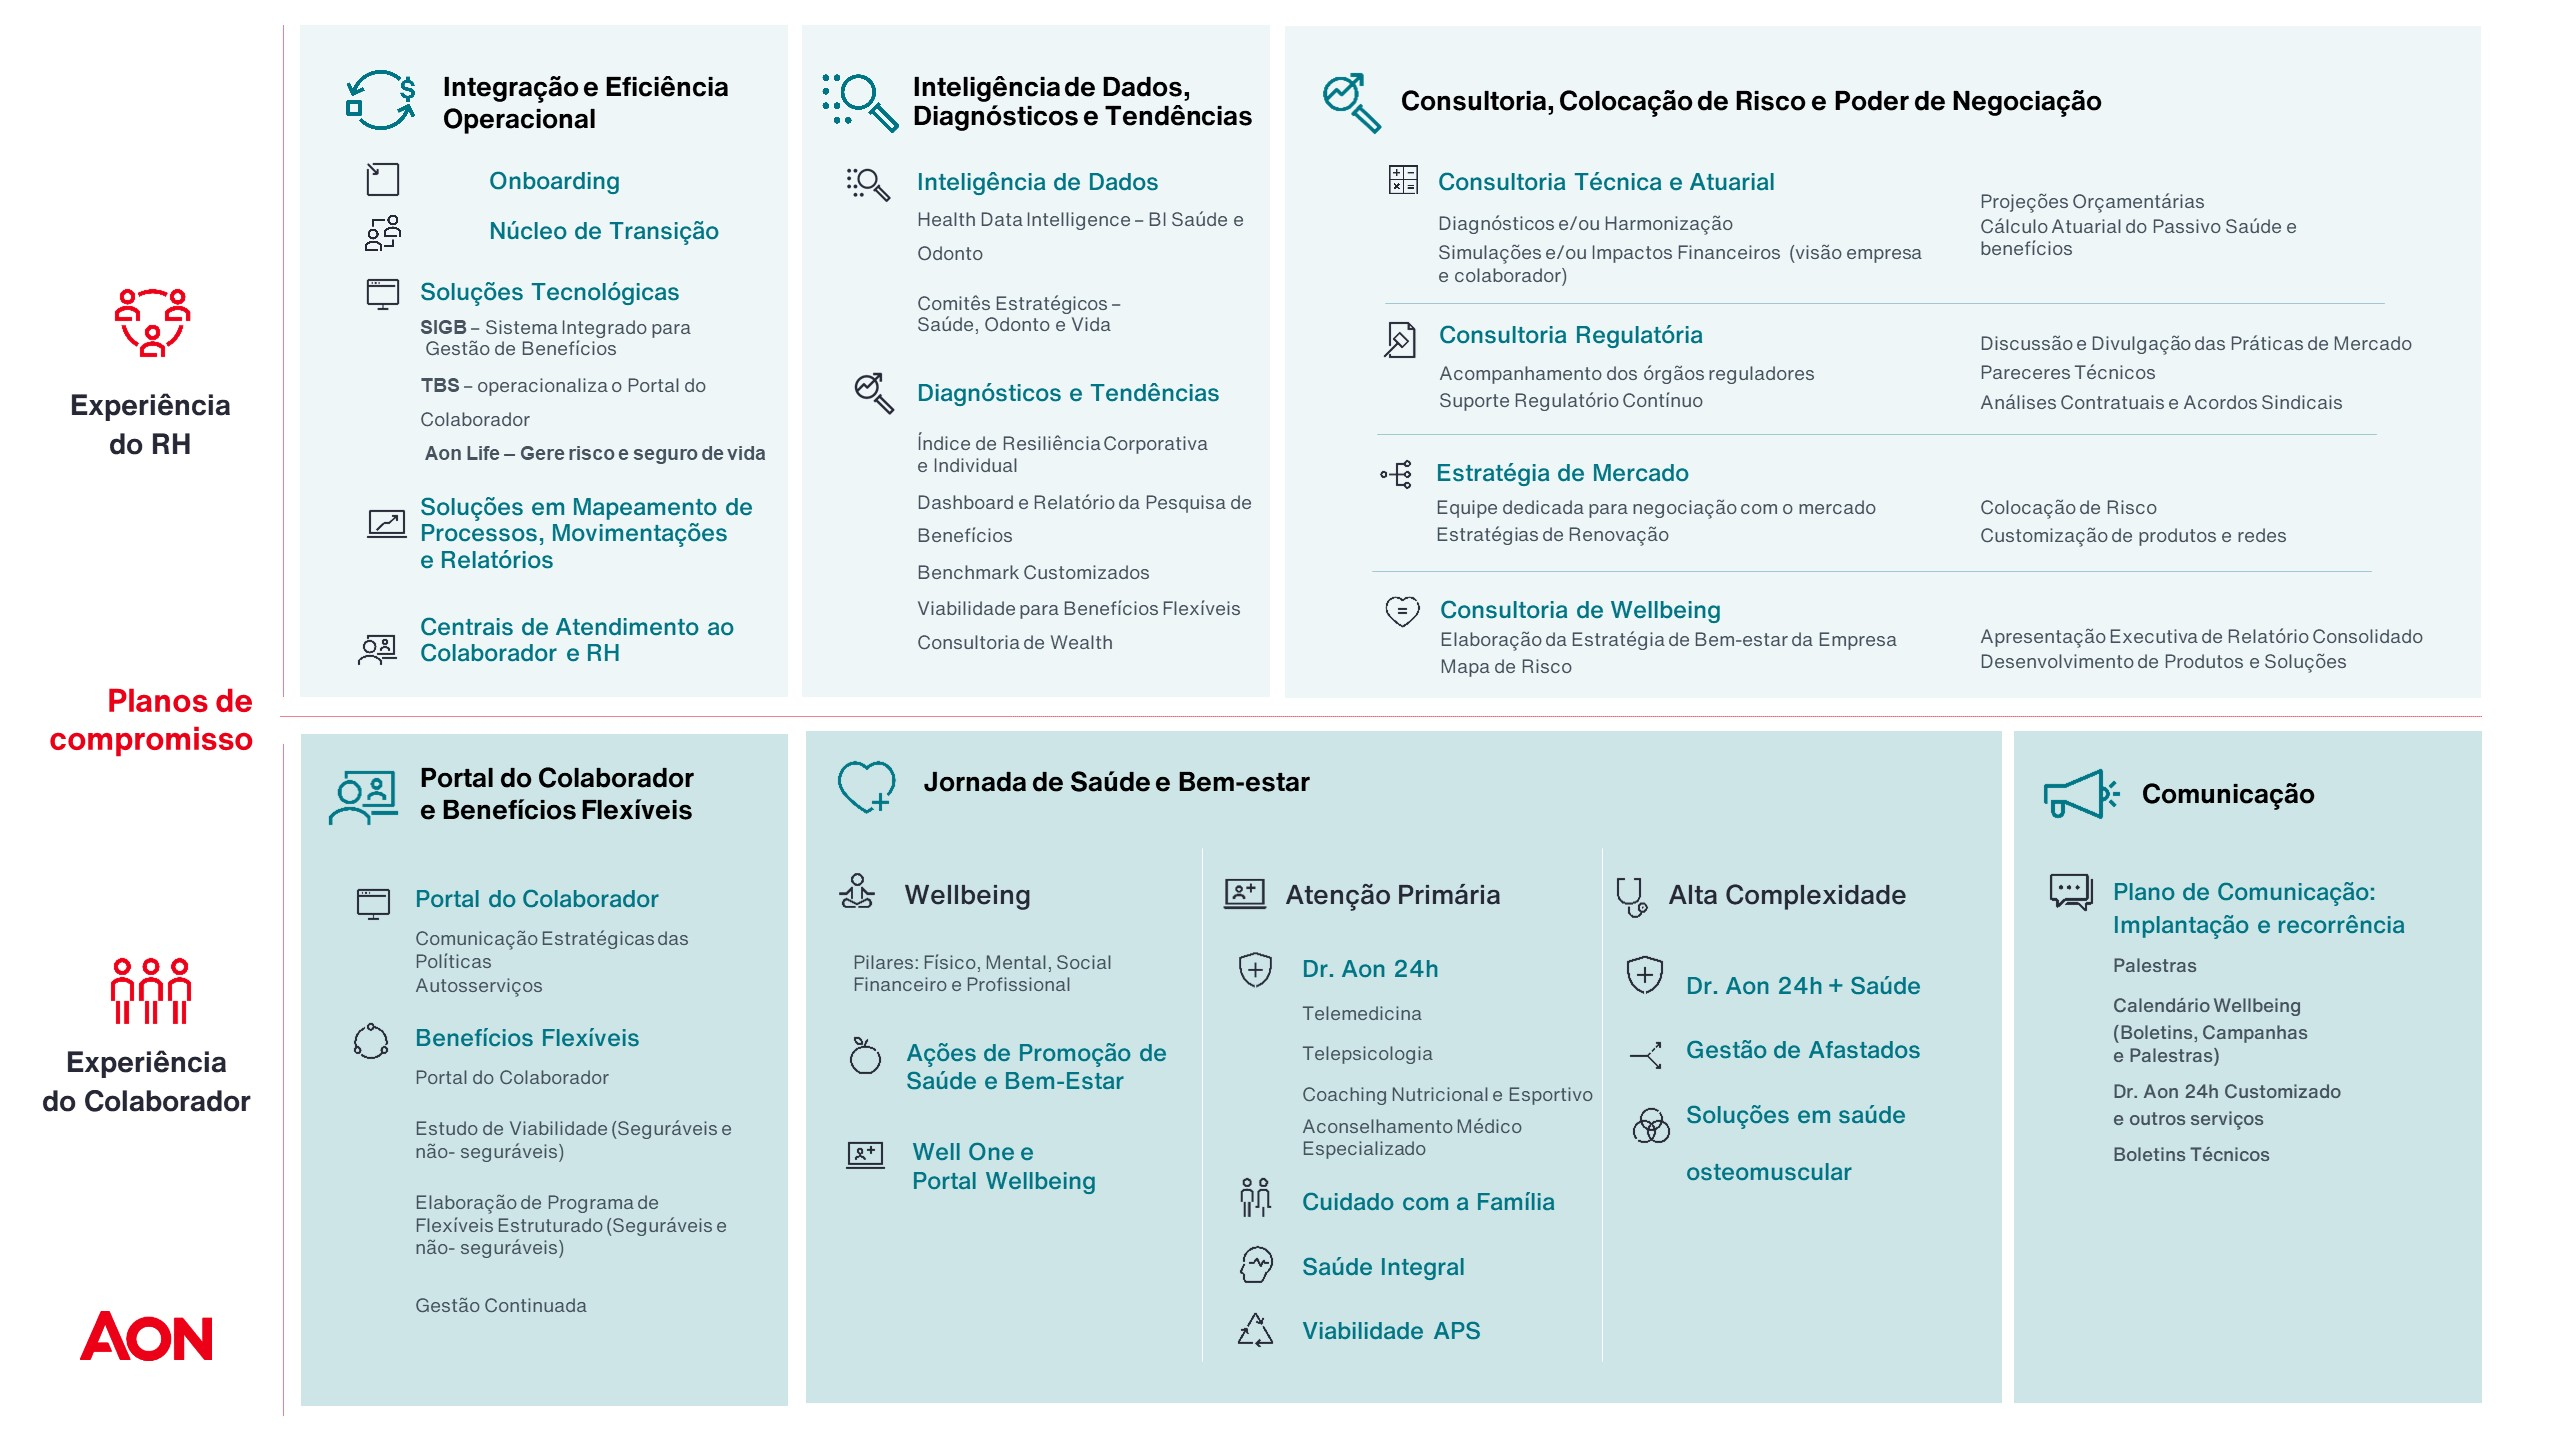 Experiência
do RH
Planos de
compromisso
Experiência
do Colaborador
AON
Integração e Eficiência
Operacional
Onboarding
Núcleo de Transição
Soluções Tecnológicas
SIGB – Sistema Integrado para
Gestão de Benefícios
TBS – operacionaliza o Portal do
Colaborador
Aon Life – Gere risco e seguro de vida
Soluções em Mapeamento de
Processos, Movimentações
e Relatórios
Centrais de Atendimento ao
Colaborador e RH
Inteligência de Dados,
Diagnósticos e Tendências
Inteligência de Dados
Health Data Intelligence – BI Saúde e
Odonto
Comitês Estratégicos –
Saúde, Odonto e Vida
Diagnósticos e Tendências
Índice de Resiliência Corporativa
e Individual
Dashboard e Relatório da Pesquisa de
Benefícios
Benchmark Customizados
Viabilidade para Benefícios Flexíveis
Consultoria de Wealth
Consultoria, Colocação de Risco e Poder de Negociação
Consultoria Técnica e Atuarial
Diagnósticos e/ou Harmonização
Simulações e/ou Impactos Financeiros (visão empresa
e colaborador)
Projeções Orçamentárias
Cálculo Atuarial do Passivo Saúde e
benefícios
Consultoria Regulatória
Acompanhamento dos órgãos reguladores
Suporte Regulatório Contínuo
Discussão e Divulgação das Práticas de Mercado
Pareceres Técnicos
Análises Contratuais e Acordos Sindicais
Estratégia de Mercado
Equipe dedicada para negociação com o mercado
Estratégias de Renovação
Colocação de Risco
Customização de produtos e redes
Consultoria de Wellbeing
Elaboração da Estratégia de Bem-estar da Empresa
Mapa de Risco
Apresentação Executiva de Relatório Consolidado
Desenvolvimento de Produtos e Soluções
Portal do Colaborador
e Benefícios Flexíveis
Portal do Colaborador
Comunicação Estratégicas das
Políticas
Autosserviços
Benefícios Flexíveis
Portal do Colaborador
Estudo de Viabilidade (Seguráveis e
não- seguráveis)
Elaboração de Programa de
Flexíveis Estruturado (Seguráveis e
não- seguráveis)
Gestão Continuada
Jornada de Saúde e Bem-estar
Wellbeing
Pilares: Físico, Mental, Social
Financeiro e Profissional
Ações de Promoção de
Saúde e Bem-Estar
Well One e
Portal Wellbeing
Atenção Primária
Dr. Aon 24h
Telemedicina
Telepsicologia
Coaching Nutricional e Esportivo
Aconselhamento Médico
Especializado
Cuidado com a Família
Saúde Integral
Viabilidade APS
Alta Complexidade
Dr. Aon 24h + Saúde
Gestão de Afastados
Soluções em saúde
osteomuscular
Comunicação
Plano de Comunicação:
Implantação e recorrência
Palestras
Calendário Wellbeing
(Boletins, Campanhas
e Palestras)
Dr. Aon 24h Customizado
e outros serviços
Boletins Técnicos